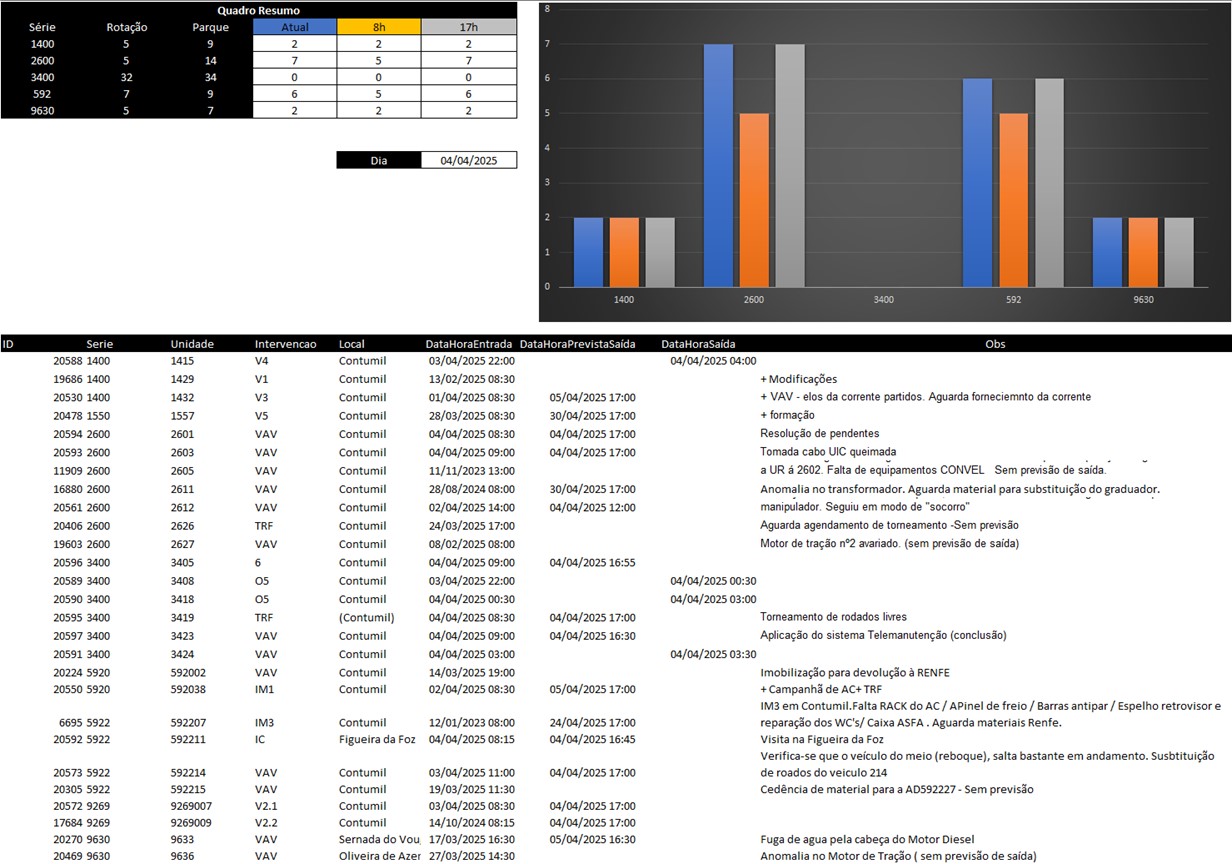 Quadro Resumo
Série Rotação Parque Atual 8h 17h
1400 5 9 2 2 2
2600 5 14 7 5 7
3400 32 34 0 0 0
592 7 9 6 5 6
9630 5 7 2 2 2
Dia 04/04/2025
8
7
6
5
4
3
2
1
0
1400 2600 3400 592 9630
ID Serie Unidade Intervencao Local DataHoraEntrada DataHoraPrevistaSaída DataHoraSaída Obs
20588 1400 1415 V4 Contumil 03/04/2025 22:00 04/04/2025 04:00
19686 1400 1429 V1 Contumil 13/02/2025 08:30 + Modificações
20530 1400 1432 V3 Contumil 01/04/2025 08:30 05/04/2025 17:00 + VAV - elos da corrente partidos. Aguarda forneciemnto da corrente
20478 1550 1557 V5 Contumil 28/03/2025 08:30 30/04/2025 17:00 + formação
20594 2600 2601 VAV Contumil 04/04/2025 08:30 04/04/2025 17:00 Resolução de pendentes
20593 2600 2603 VAV Contumil 04/04/2025 09:00 04/04/2025 17:00 Tomada cabo UIC queimada
11909 2600 2605 VAV Contumil 11/11/2023 13:00 a UR á 2602. Falta de equipamentos CONVEL Sem previsão de saída.
16880 2600 2611 VAV Contumil 28/08/2024 08:00 30/04/2025 17:00 Anomalia no transformador. Aguarda material para substituição do graduador.
20561 2600 2612 VAV Contumil 02/04/2025 14:00 04/04/2025 12:00 manipulador. Seguiu em modo de "socorro"
20406 2600 2626 TRF Contumil 24/03/2025 17:00 Aguarda agendamento de torneamento -Sem previsão
19603 2600 2627 VAV Contumil 08/02/2025 08:00 Motor de tração nº2 avariado. (sem previsão de saída)
20596 3400 3405 6 Contumil 04/04/2025 09:00 04/04/2025 16:55
20589 3400 3408 O5 Contumil 03/04/2025 22:00 04/04/2025 00:30
20590 3400 3418 O5 Contumil 04/04/2025 00:30 04/04/2025 03:00
20595 3400 3419 TRF (Contumil) 04/04/2025 08:30 04/04/2025 17:00 Torneamento de rodados livres
20597 3400 3423 VAV Contumil 04/04/2025 09:00 04/04/2025 16:30 Aplicação do sistema Telemanutenção (conclusão)
20591 3400 3424 VAV Contumil 04/04/2025 03:00 04/04/2025 03:30
20224 5920 592002 VAV Contumil 14/03/2025 19:00 Imobilização para devolução à RENFE
20550 5920 592038 IM1 Contumil 02/04/2025 08:30 05/04/2025 17:00 + Campanhã de AC+ TRF
IM3 em Contumil.Falta RACK do AC / APinel de freio / Barras antipar / Espelho retrovisor e
6695 5922 592207 IM3 Contumil 12/01/2023 08:00 24/04/2025 17:00 reparação dos WC's/ Caixa ASFA . Aguarda materiais Renfe.
20592 5922 592211 IC Figueira da Foz 04/04/2025 08:15 04/04/2025 16:45 Visita na Figueira da Foz
Verifica-se que o veículo do meio (reboque), salta bastante em andamento. Susbtituição
20573 5922 592214 VAV Contumil 03/04/2025 11:00 04/04/2025 17:00 de roados do veiculo 214
20305 5922 592215 VAV Contumil 19/03/2025 11:30 Cedência de material para a AD592227 - Sem previsão
20572 9269 9269007 V2.1 Contumil 03/04/2025 08:30 04/04/2025 17:00
17684 9269 9269009 V2.2 Contumil 14/10/2024 08:15 04/04/2025 17:00
20270 9630 9633 VAV Sernada do Vou 17/03/2025 16:30 05/04/2025 16:30 Fuga de agua pela cabeça do Motor Diesel
20469 9630 9636 VAV Oliveira de Azer 27/03/2025 14:30 Anomalia no Motor de Tração ( sem previsão de saída)